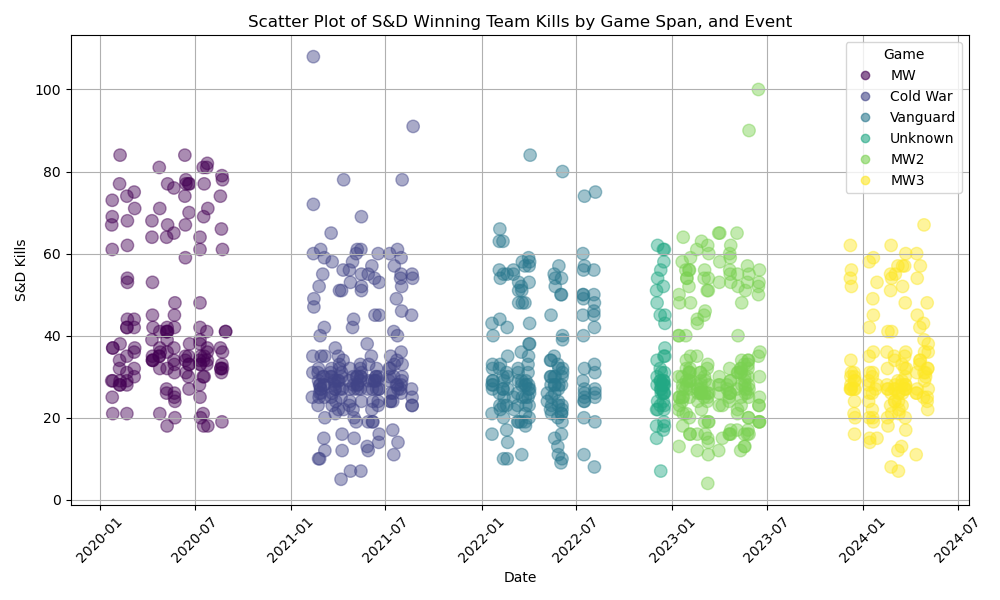 Scatter Plot of S&D Winning Team Kills by Game Span, and Event
Game
MW
Cold War
Vanguard
Unknown
MW2
MW3
S&D Kills
100
80
60
40
20
0
2020-01
2020-07
2021-01
2021-07
2022-01
2022-07
2023-01
2023-07
2024-01
2024-07
Date